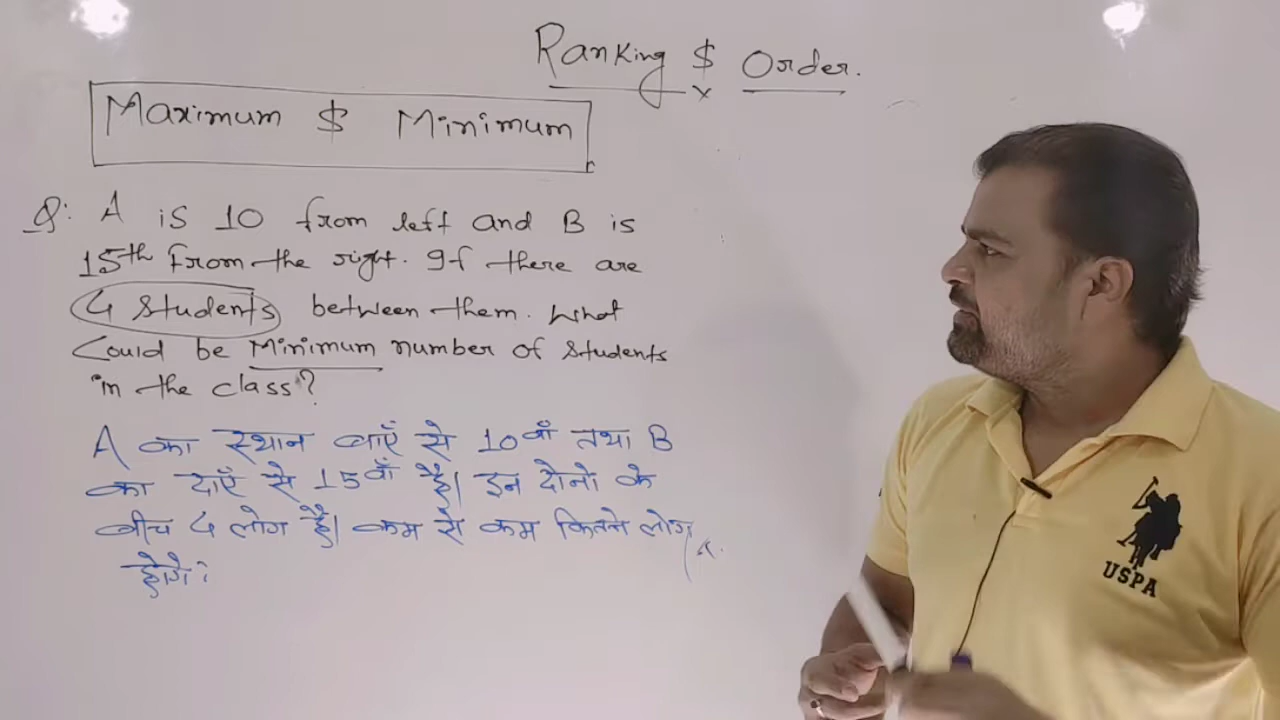 Ranking $ Order.
Maximum $ Minimum
Q: A is 10 from left and B is
15th from the right. If there are
4 Students between them. What
Could be Minimum number of Students
in the class?
A का स्थान बाएँ से 10 वाँ तथा B
का दाएँ से 15 वाँ है। इन दोनो के
बीच 4 लोग है। कम से कम कितने लोग
होगे?
USPA